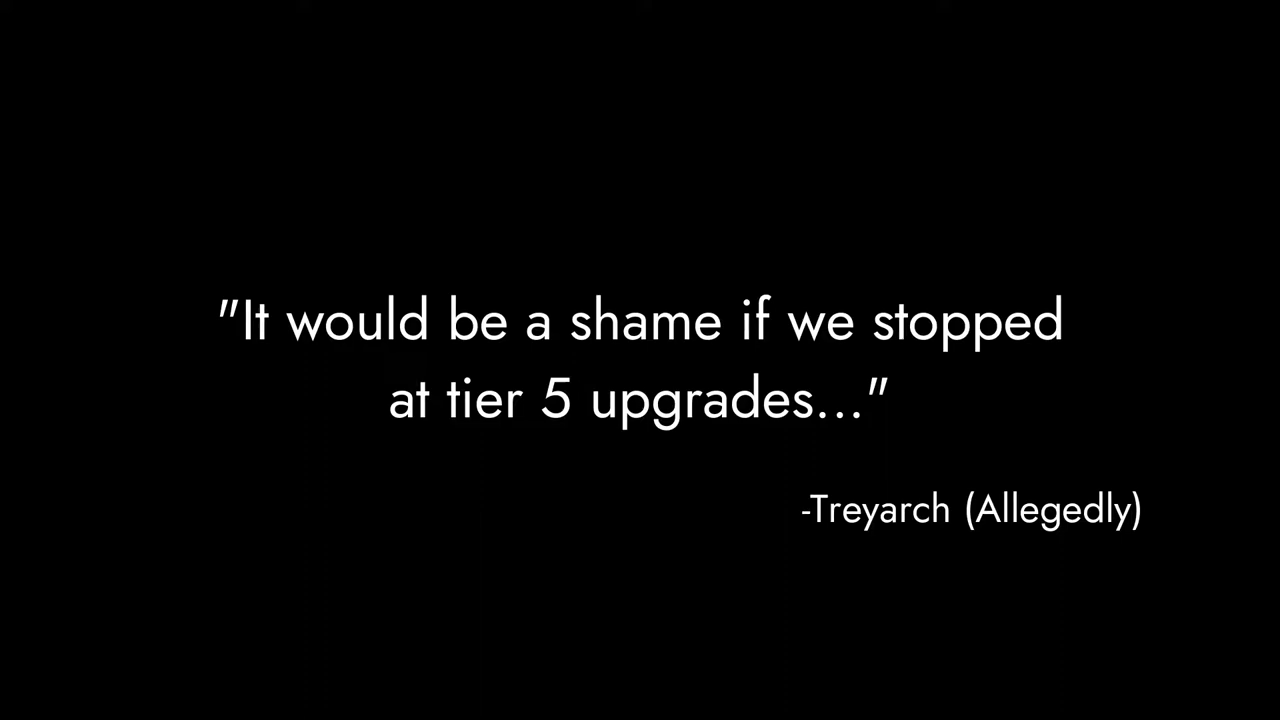 "It would be a shame if we stopped
at tier 5 upgrades..."
-Treyarch (Allegedly)